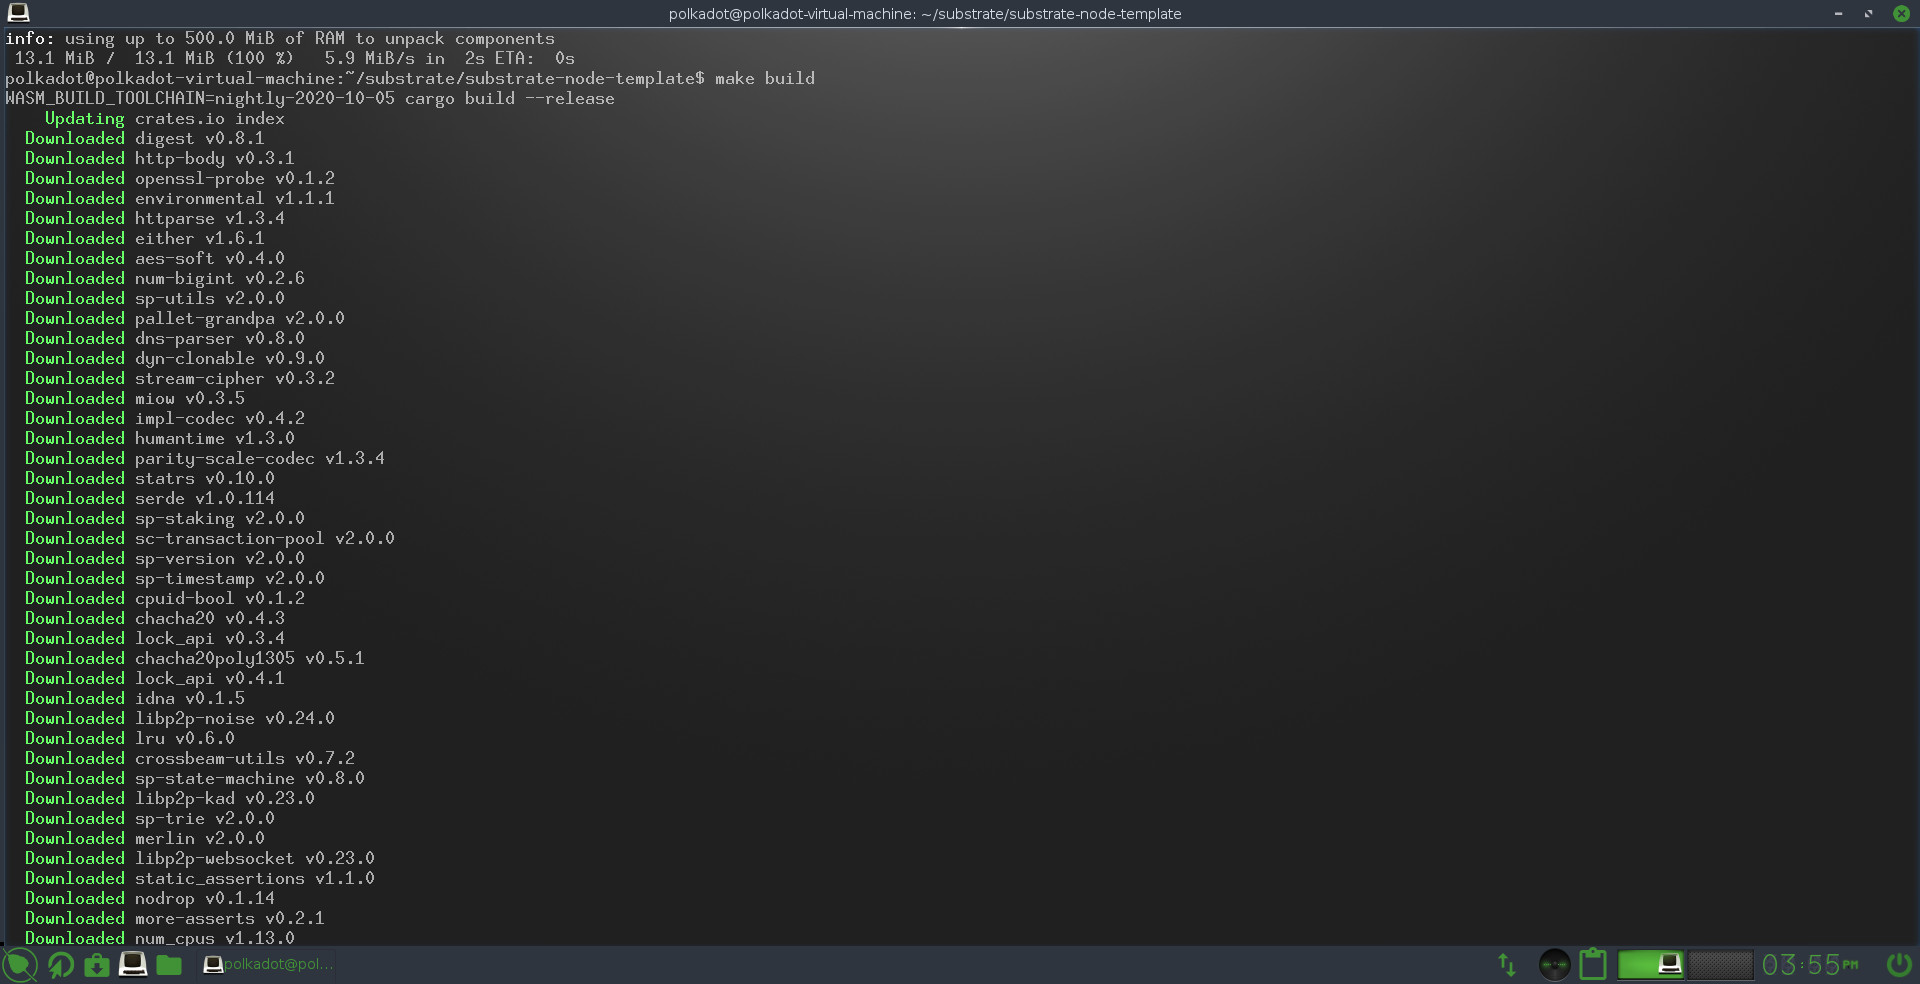 polkadot@polkadot-virtual-machine: ~/substrate/substrate-node-template
info: using up to 500.0 MiB of RAM to unpack components
13.1 MiB / 13.1 MiB (100 %) 5.9 MiB/s in 2s ETA: 0s
polkadot@polkadot-virtual-machine:~/substrate/substrate-node-template$ make build
WASM_BUILD_TOOLCHAIN=nightly-2020-10-05 cargo build --release
Updating crates.io index
Downloaded digest v0.8.1
Downloaded http-body v0.3.1
Downloaded openssl-probe v0.1.2
Downloaded environmental v1.1.1
Downloaded httparse v1.3.4
Downloaded either v1.6.1
Downloaded aes-soft v0.4.0
Downloaded num-bigint v0.2.6
Downloaded sp-utils v2.0.0
Downloaded pallet-grandpa v2.0.0
Downloaded dns-parser v0.8.0
Downloaded dyn-clonable v0.9.0
Downloaded stream-cipher v0.3.2
Downloaded miow v0.3.5
Downloaded impl-codec v0.4.2
Downloaded humantime v1.3.0
Downloaded parity-scale-codec v1.3.4
Downloaded statrs v0.10.0
Downloaded serde v1.0.114
Downloaded sp-staking v2.0.0
Downloaded sc-transaction-pool v2.0.0
Downloaded sp-version v2.0.0
Downloaded sp-timestamp v2.0.0
Downloaded cpuid-bool v0.1.2
Downloaded chacha20 v0.4.3
Downloaded lock_api v0.3.4
Downloaded chacha20poly1305 v0.5.1
Downloaded lock_api v0.4.1
Downloaded idna v0.1.5
Downloaded libp2p-noise v0.24.0
Downloaded lru v0.6.0
Downloaded crossbeam-utils v0.7.2
Downloaded sp-state-machine v0.8.0
Downloaded libp2p-kad v0.23.0
Downloaded sp-trie v2.0.0
Downloaded merlin v2.0.0
Downloaded libp2p-websocket v0.23.0
Downloaded static_assertions v1.1.0
Downloaded nodrop v0.1.14
Downloaded more-asserts v0.2.1
Downloaded num_cpus v1.13.0
polkadot@pol...
03:55PM